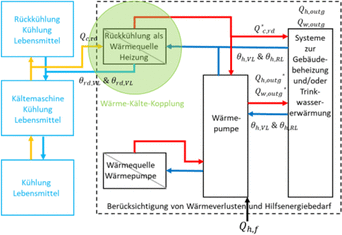 Rückkühlung
Kühlung
Lebensmittel
Kältemaschine
Kühlung
Lebensmittel
Kühlung
Lebensmittel
Q_c,rd
θ_rd,VL & θ_rd,RL
Rückkühlung als
Wärmequelle
Heizung
Wärme-Kälte-Kopplung
Wärmequelle
Wärmepumpe
Q*_c,rd
θ_h,VL & θ_h,RL
Wärme-
pumpe
Q_h,outg*
Q_w,outg*
θ_h,VL & θ_h,RL
Q_h,outg
Q_w,outg
Systeme
zur
Gebäude-
beheizung
und/oder
Trink-
wasser-
erwärmung
Berücksichtigung von Wärmeverlusten und Hilfsenergiebedarf
Q_h,f